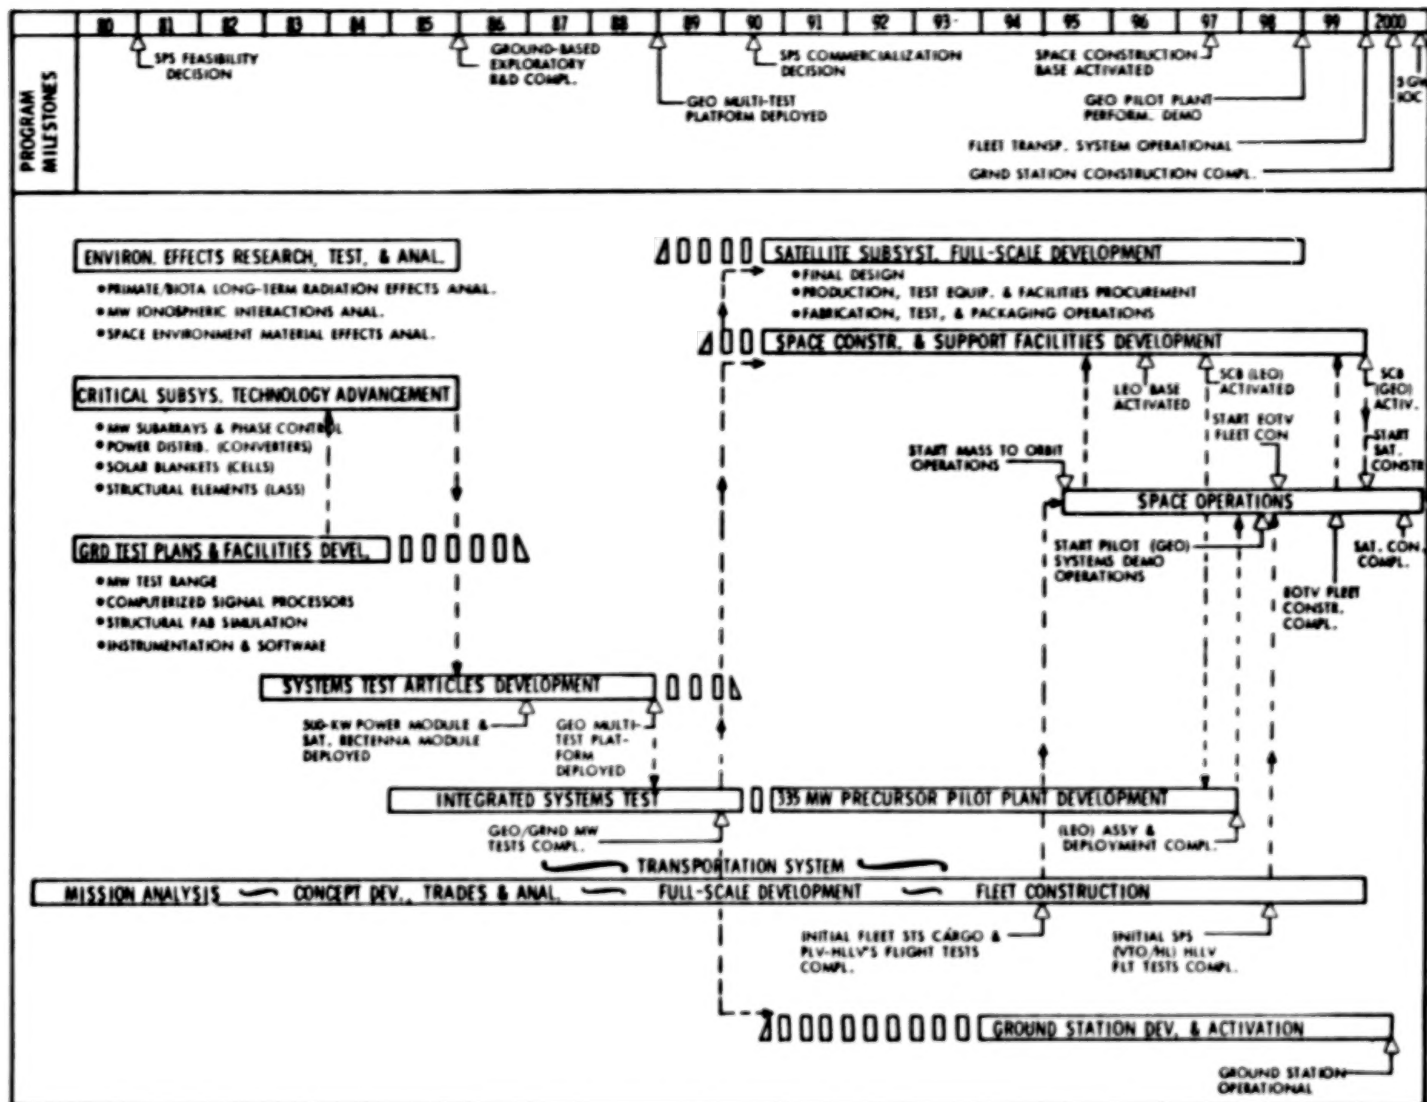 80 81 82 83 84 85 86 87 88 89 90 91 92 93 94 95 96 97 98 99 2000
PROGRAM
MILESTONES
SPS FEASIBILITY
DECISION
GROUND-BASED
EXPLORATORY
R&D COMPL.
GEO MULTI-TEST
PLATFORM DEPLOYED
SPS COMMERCIALIZATION
DECISION
SPACE CONSTRUCTION
BASE ACTIVATED
GEO PILOT PLANT
PERFORM. DEMO
FLEET TRANSP. SYSTEM OPERATIONAL
GRND STATION CONSTRUCTION COMPL.
5 GW
IOC
ENVIRON. EFFECTS RESEARCH, TEST, & ANAL.
•PRIMATE/BIOTA LONG-TERM RADIATION EFFECTS ANAL.
•MW IONOSPHERIC INTERACTIONS ANAL.
•SPACE ENVIRONMENT MATERIAL EFFECTS ANAL.
SATELLITE SUBSYST. FULL-SCALE DEVELOPMENT
•FINAL DESIGN
•PRODUCTION, TEST EQUIP. & FACILITIES PROCUREMENT
•FABRICATION, TEST, & PACKAGING OPERATIONS
SPACE CONSTR. & SUPPORT FACILITIES DEVELOPMENT
LEO BASE
ACTIVATED
SCB (LEO)
ACTIVATED
SCB
(GEO)
ACTIV.
CRITICAL SUBSYS. TECHNOLOGY ADVANCEMENT
•MW SUBARRAYS & PHASE CONTROL
•POWER DISTRIB. (CONVERTERS)
•SOLAR BLANKETS (CELLS)
•STRUCTURAL ELEMENTS (LASS)
START MASS TO ORBIT
OPERATIONS
START EOTV
FLEET CON
START
SAT.
CONSTR
SPACE OPERATIONS
START PILOT (GEO)
SYSTEMS DEMO
OPERATIONS
EOTV FLEET
CONSTR.
COMPL.
SAT. CON.
COMPL.
GRD TEST PLANS & FACILITIES DEVEL.
•MW TEST RANGE
•COMPUTERIZED SIGNAL PROCESSORS
•STRUCTURAL FAB SIMULATION
•INSTRUMENTATION & SOFTWARE
SYSTEMS TEST ARTICLES DEVELOPMENT
POWER MODULE &
SAT. RECTENNA MODULE
DEPLOYED
GEO MULTI-
TEST PLAT-
FORM
DEPLOYED
INTEGRATED SYSTEMS TEST
335 MW PRECURSOR PILOT PLANT DEVELOPMENT
GEO/GRND MW
TESTS COMPL.
(LEO) ASSY &
DEPLOYMENT COMPL.
TRANSPORTATION SYSTEM
MISSION ANALYSIS CONCEPT DEV., TRADES & ANAL. FULL-SCALE DEVELOPMENT FLEET CONSTRUCTION
INITIAL FLEET STS CARGO &
PLV-HLLV'S FLIGHT TESTS
COMPL.
INITIAL SPS
(VTO/HL) HLLV
FLT TESTS COMPL.
GROUND STATION DEV. & ACTIVATION
GROUND STATION
OPERATIONAL